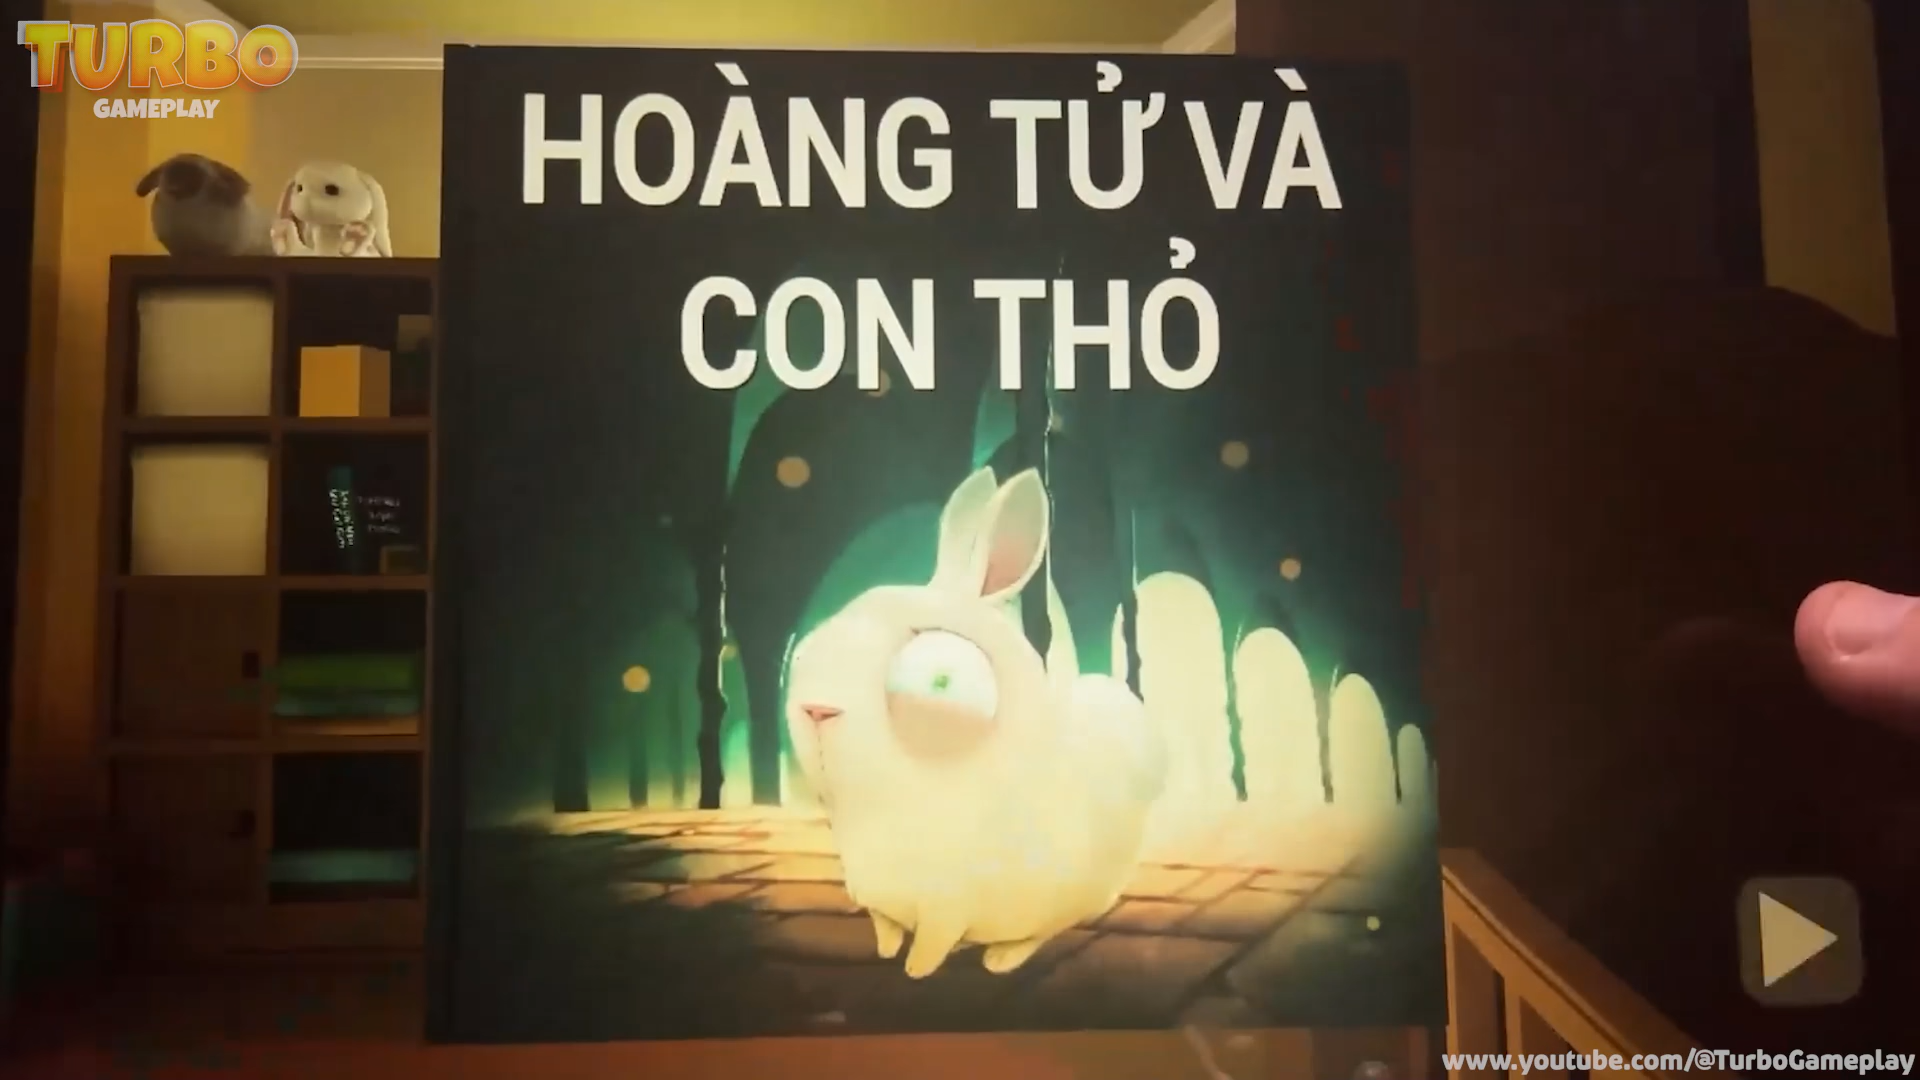 TURBO
GAMEPLAY
HOÀNG TỬ VÀ
CON THỎ
www.youtube.com/@TurboGameplay